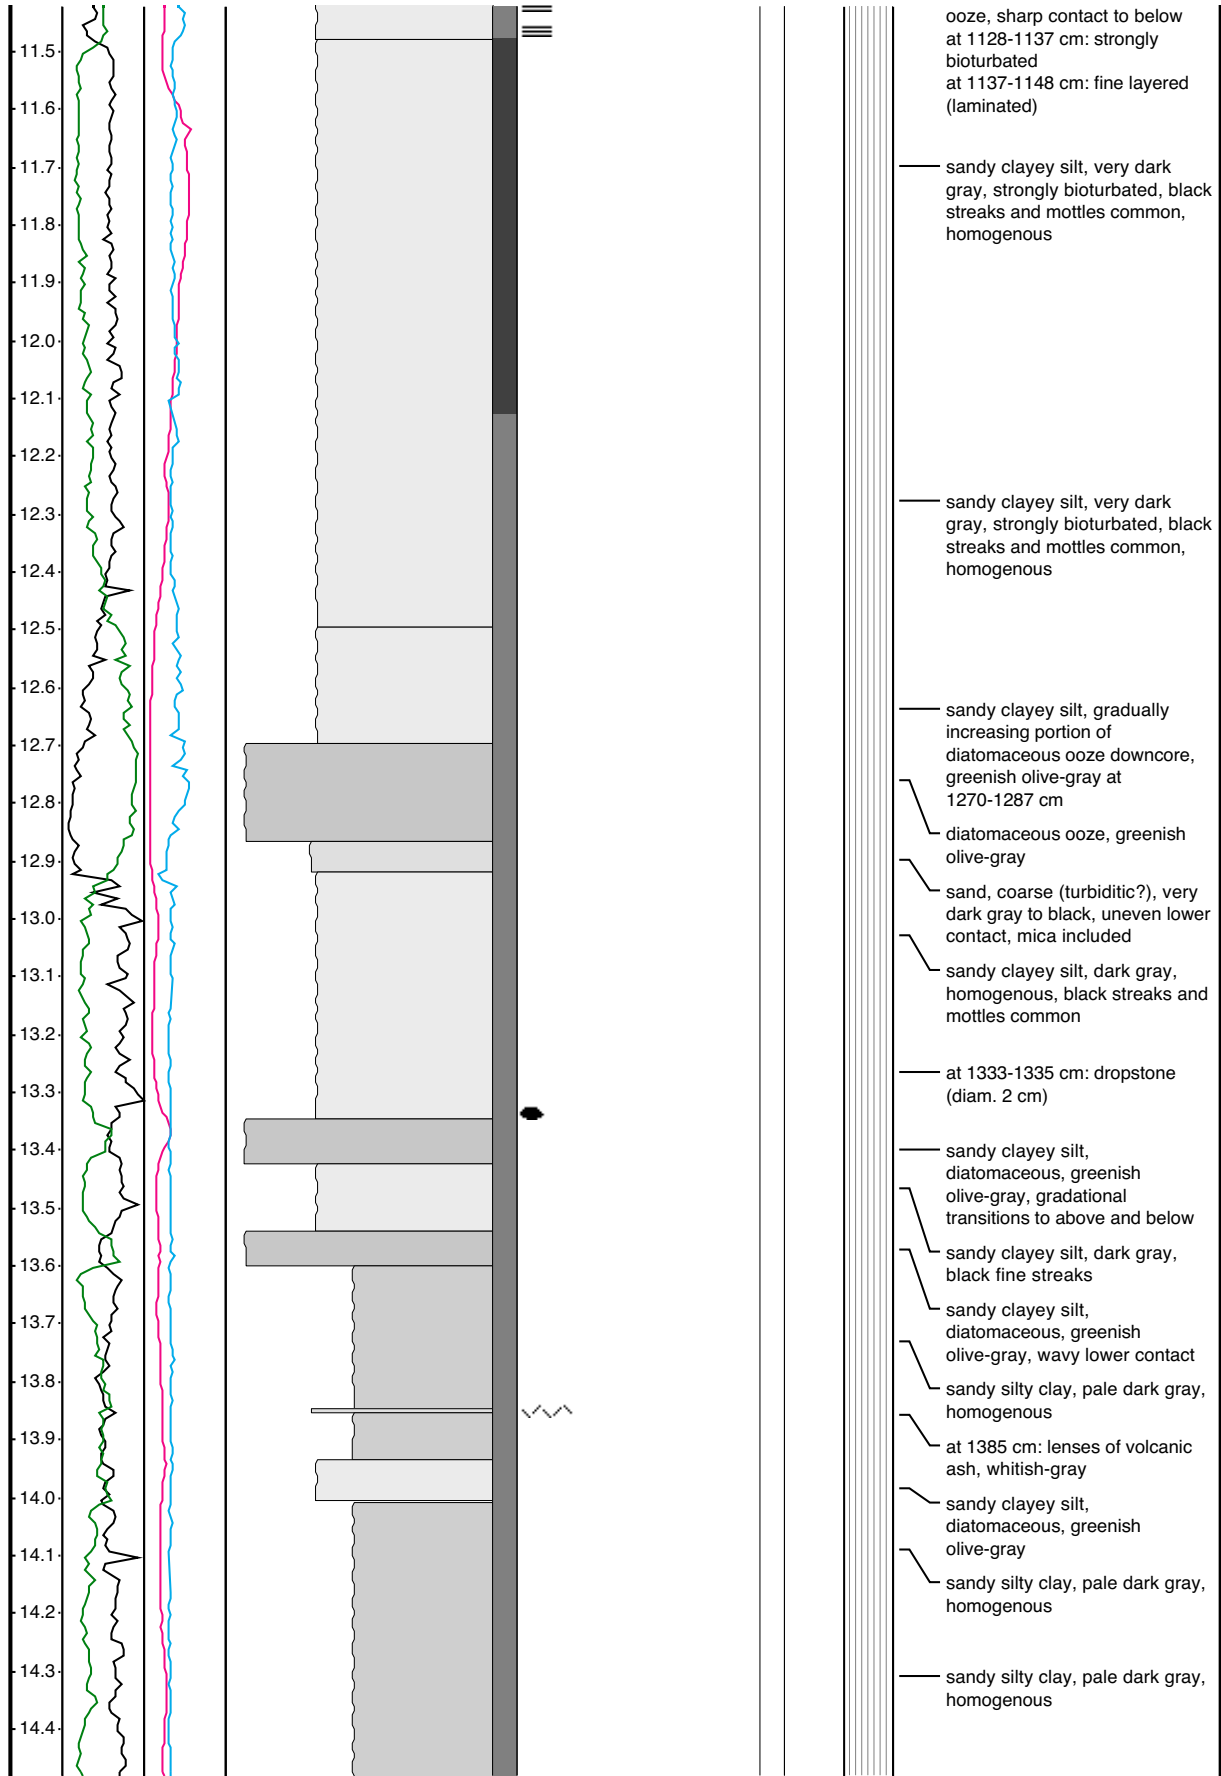 11.5
11.6
11.7
11.8
11.9
12.0
12.1
12.2
12.3
12.4
12.5
12.6
12.7
12.8
12.9
13.0
13.1
13.2
13.3
13.4
13.5
13.6
13.7
13.8
13.9
14.0
14.1
14.2
14.3
14.4
ooze, sharp contact to below
at 1128-1137 cm: strongly
bioturbated
at 1137-1148 cm: fine layered
(laminated)
sandy clayey silt, very dark
gray, strongly bioturbated, black
streaks and mottles common,
homogenous
sandy clayey silt, very dark
gray, strongly bioturbated, black
streaks and mottles common,
homogenous
sandy clayey silt, gradually
increasing portion of
diatomaceous ooze downcore,
greenish olive-gray at
1270-1287 cm
diatomaceous ooze, greenish
olive-gray
sand, coarse (turbiditic?), very
dark gray to black, uneven lower
contact, mica included
sandy clayey silt, dark gray,
homogenous, black streaks and
mottles common
at 1333-1335 cm: dropstone
(diam. 2 cm)
sandy clayey silt,
diatomaceous, greenish
olive-gray, gradational
transitions to above and below
sandy clayey silt, dark gray,
black fine streaks
sandy clayey silt,
diatomaceous, greenish
olive-gray, wavy lower contact
sandy silty clay, pale dark gray,
homogenous
at 1385 cm: lenses of volcanic
ash, whitish-gray
sandy clayey silt,
diatomaceous, greenish
olive-gray
sandy silty clay, pale dark gray,
homogenous
sandy silty clay, pale dark gray,
homogenous